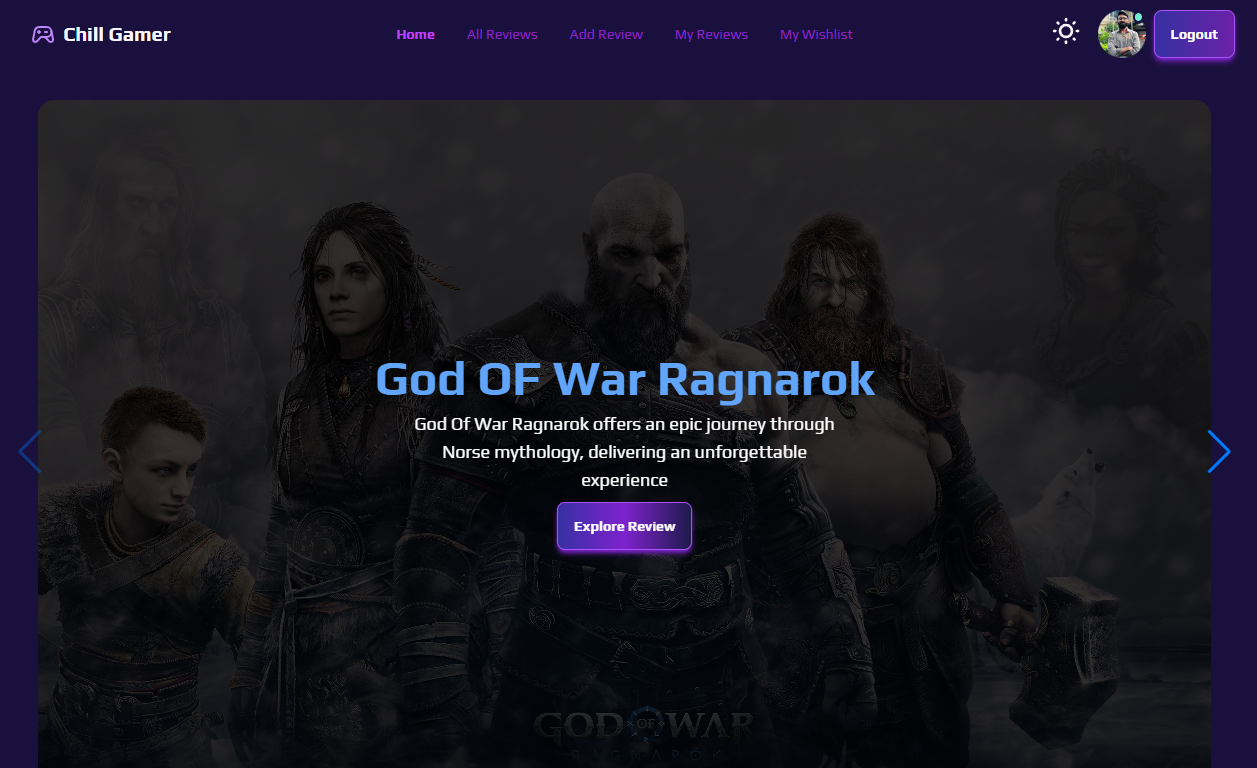 Chill Gamer
Home
All Reviews
Add Review
My Reviews
My Wishlist
Logout
God OF War Ragnarok
God Of War Ragnarok offers an epic journey through
Norse mythology, delivering an unforgettable
experience
Explore Review
GOD OF WAR
RAGNARÖK